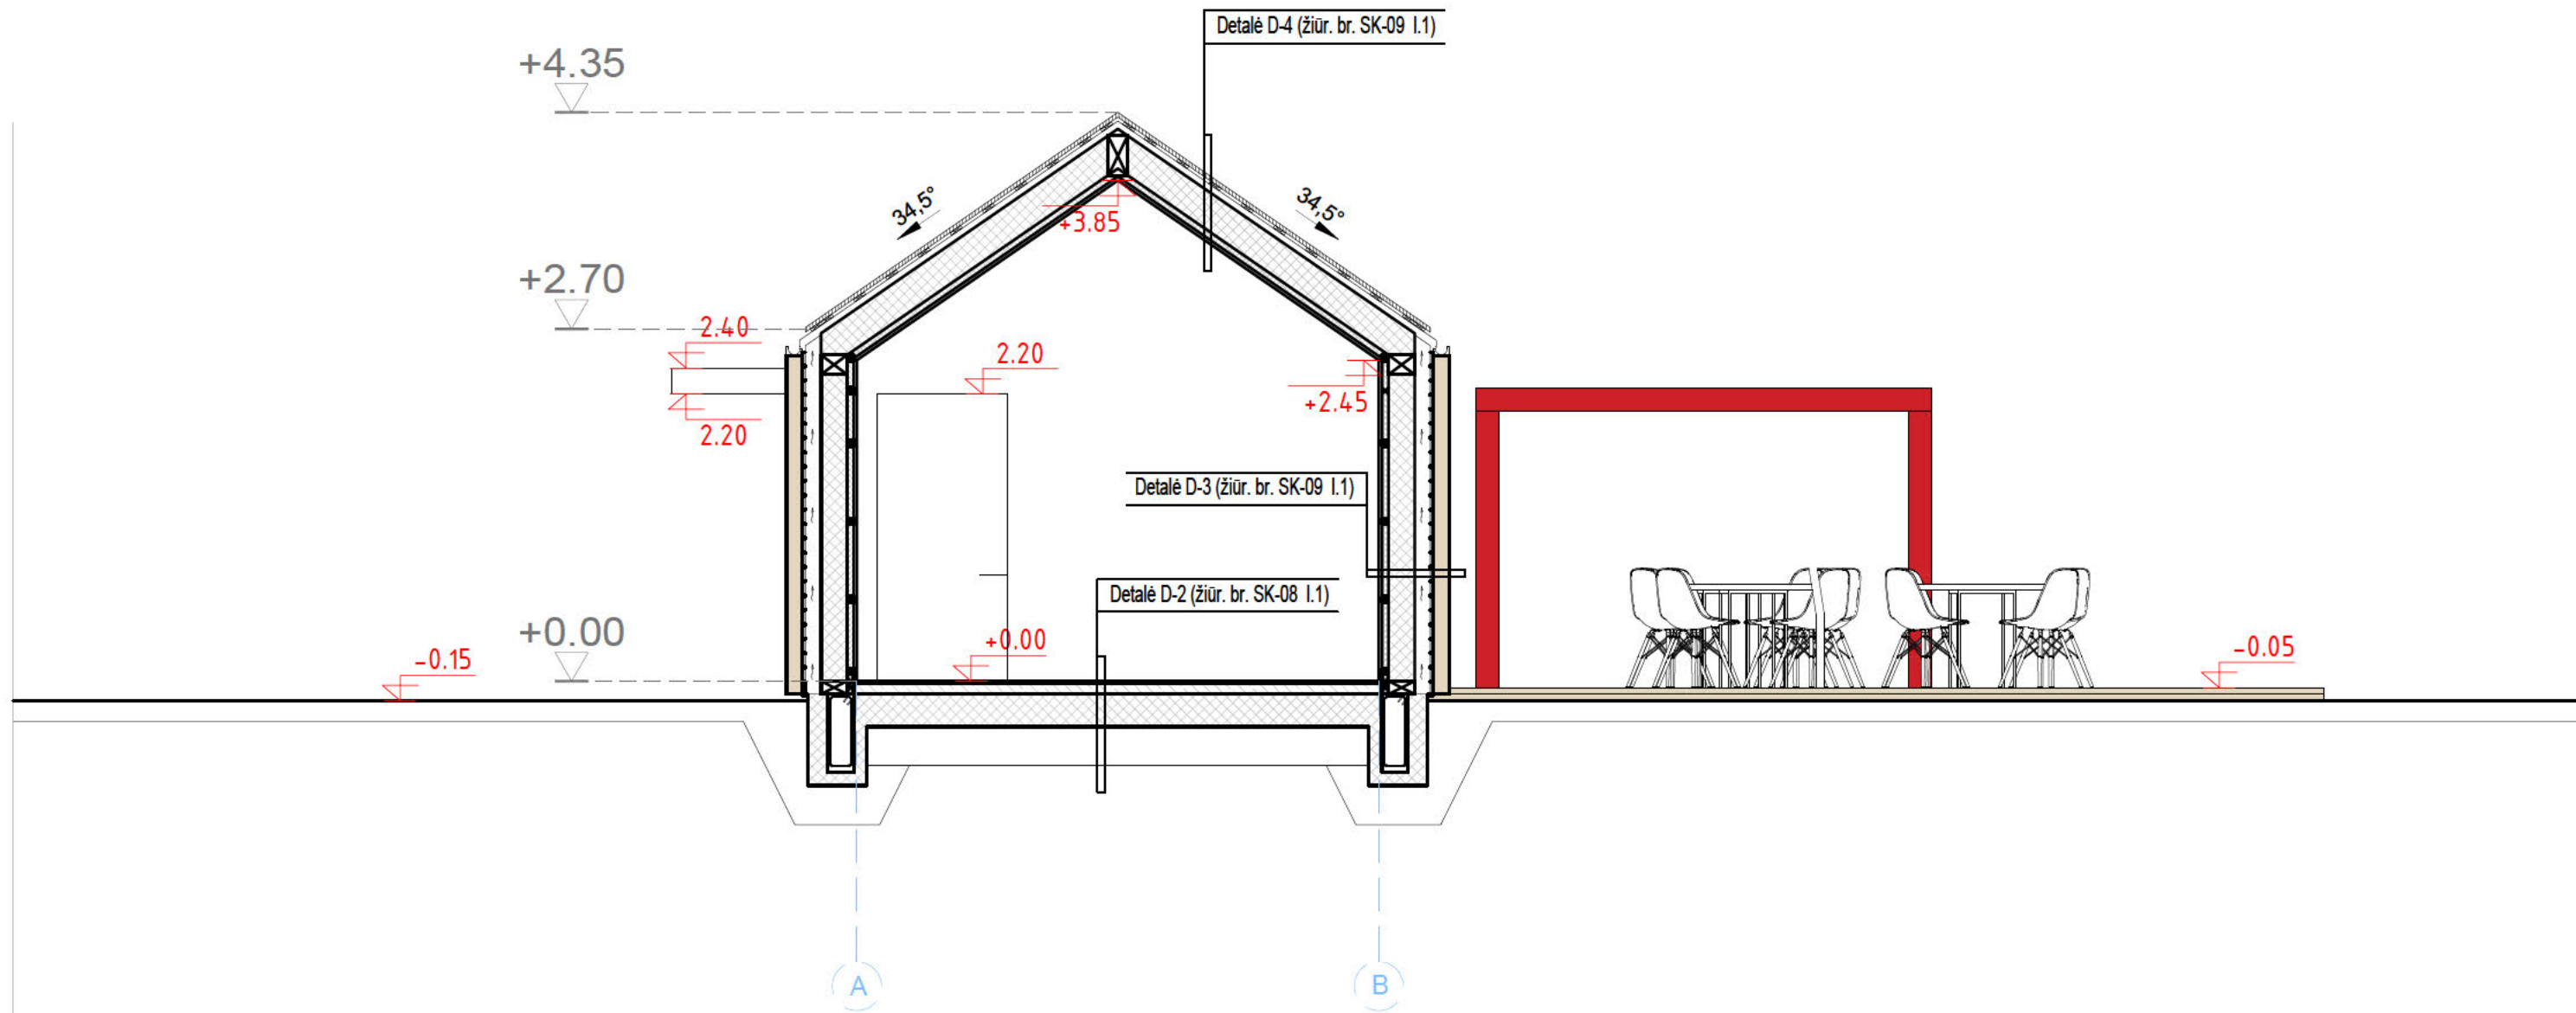 Detalė D-4 (žiūr. br. SK-09 l.1)
+4.35
34,5°
34,5°
+3.85
+2.70
2.40
2.20
2.20
+2.45
Detalė D-3 (žiūr. br. SK-09 l.1)
Detalė D-2 (žiūr. br. SK-08 l.1)
+0.00
+0.00
-0.15
-0.05
A
B